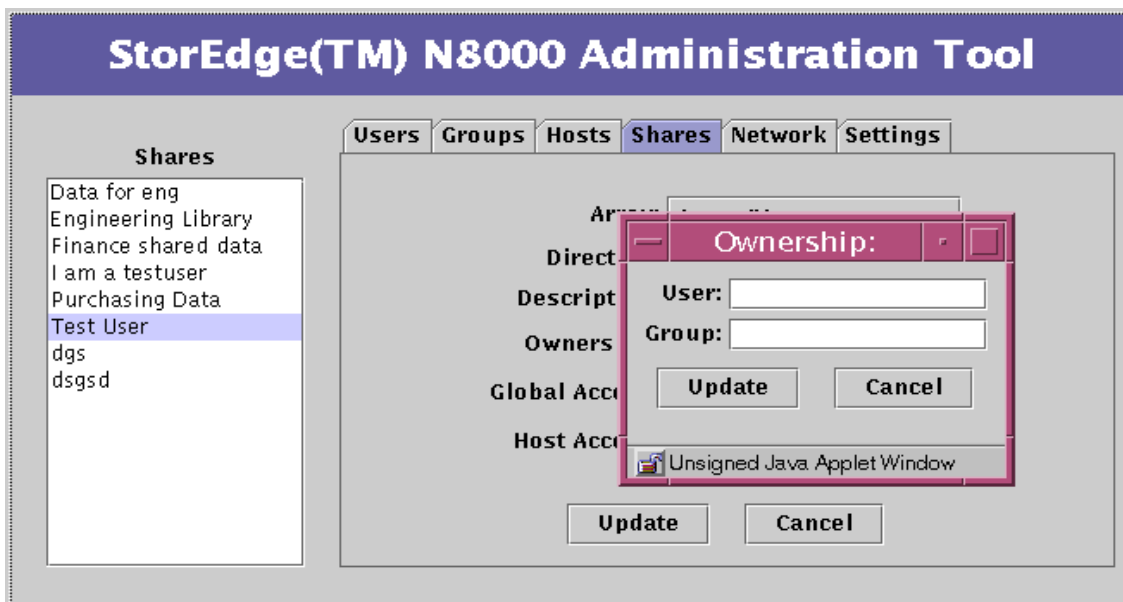 StorEdge(TM) N8000 Administration Tool
Users Groups Hosts Shares Network Settings
Shares
Data for eng
Engineering Library
Finance shared data
I am a testuser
Purchasing Data
Test User
dgs
dsgsd
Direct
Descript
Owners
Global Acc
Host Acc
Ownership:
User:
Group:
Update Cancel
Unsigned Java Applet Window
Update Cancel